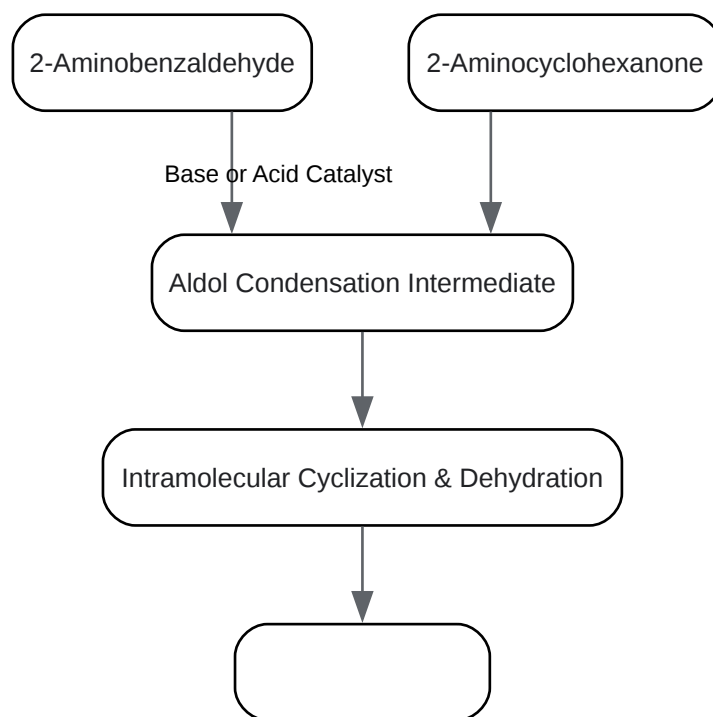 2-Aminobenzaldehyde
2-Aminocyclohexanone
Base or Acid Catalyst
Aldol Condensation Intermediate
Intramolecular Cyclization & Dehydration